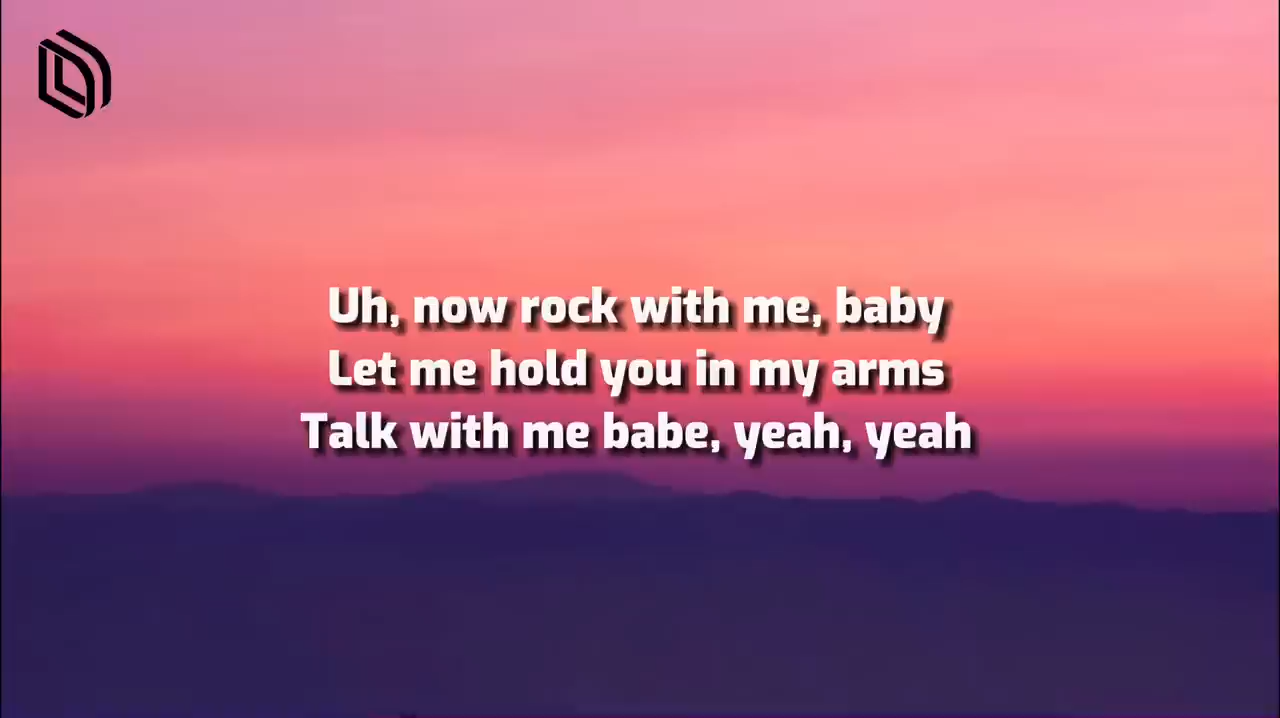 Uh, now rock with me, baby
Let me hold you in my arms
Talk with me babe, yeah, yeah